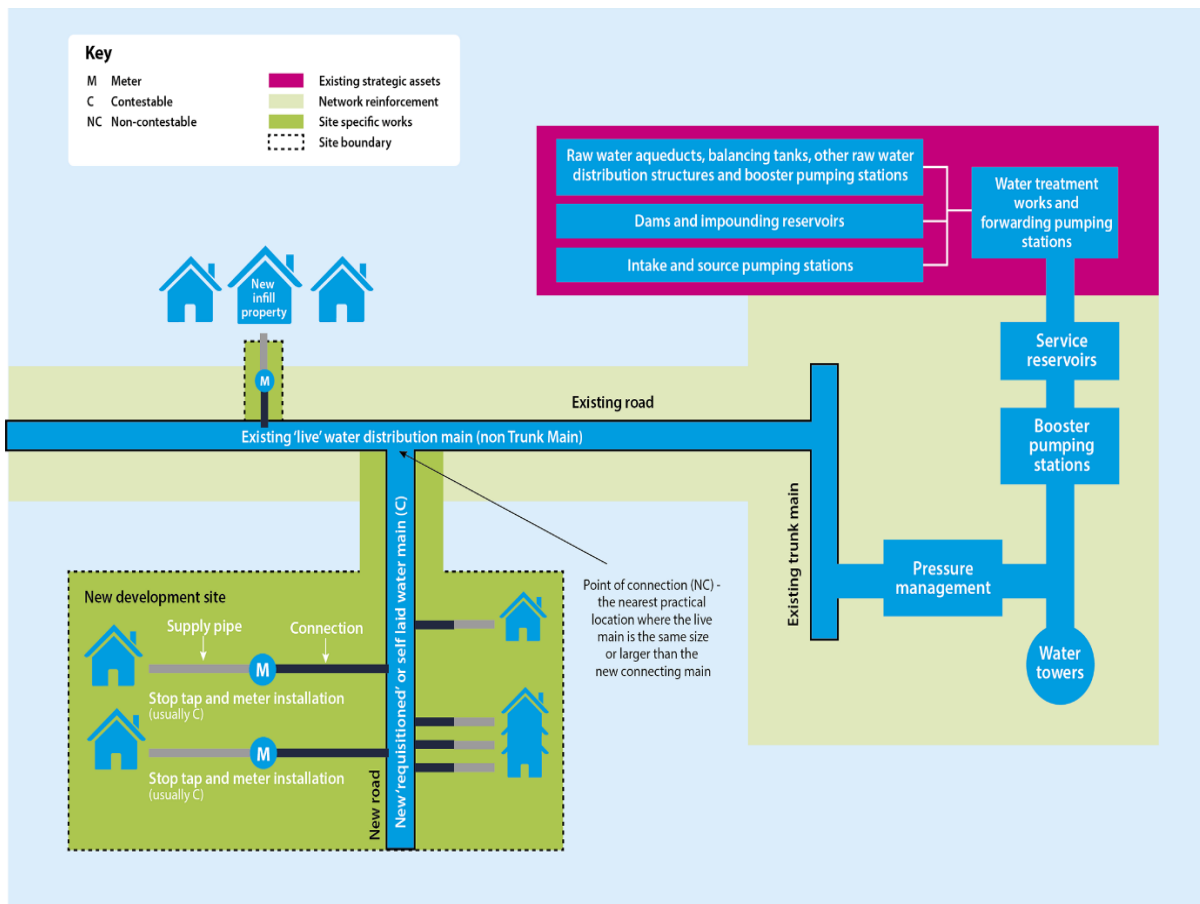 Key
M Meter
C Contestable
NC Non-contestable
Existing strategic assets
Network reinforcement
Site specific works
Site boundary
Raw water aqueducts, balancing tanks, other raw water
distribution structures and booster pumping stations
Dams and impounding reservoirs
Intake and source pumping stations
Water treatment
works and
forwarding pumping
stations
New
infill
property
M
Service
reservoirs
Existing road
Existing 'live' water distribution main (non Trunk Main)
Booster
pumping
stations
Existing trunk main
Pressure
management
Water
towers
Point of connection (NC) -
the nearest practical
location where the live
main is the same size
or larger than the
new connecting main
New 'requisitioned' or self laid water main (C)
New road
New development site
Supply pipe
Connection
M
Stop tap and meter installation
(usually C)
M
Stop tap and meter installation
(usually C)